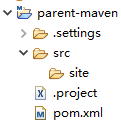 parent-maven
.settings
src
site
.project
pom.xml